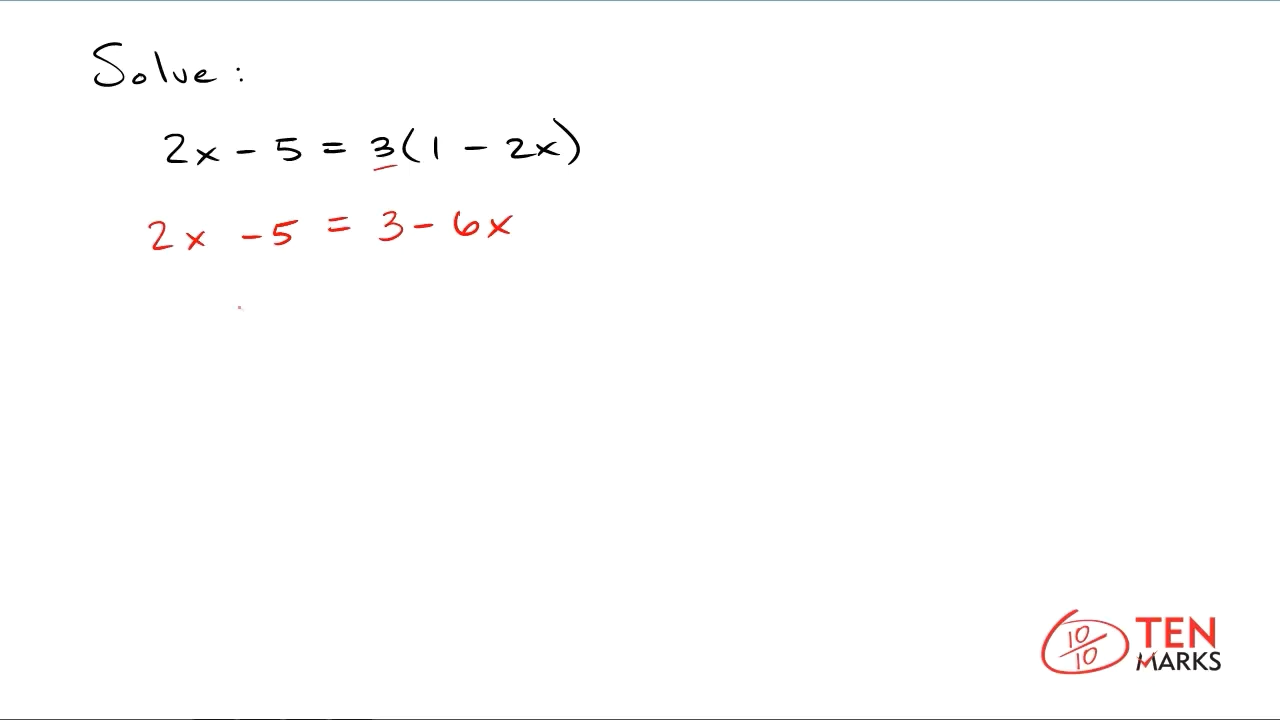 Solve:
2x - 5 = 3(1 - 2x)
2x - 5 = 3 - 6x
10
10
TEN
MARKS